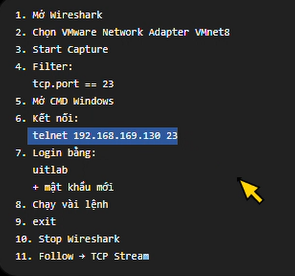 1. Mở Wireshark
2. Chọn VMware Network Adapter VMnet8
3. Start Capture
4. Filter:
tcp.port == 23
5. Mở CMD Windows
6. Kết nối:
telnet 192.168.169.130 23
7. Login bằng:
uitlab
+ mật khẩu mới
8. Chạy vài lệnh
9. exit
10. Stop Wireshark
11. Follow → TCP Stream